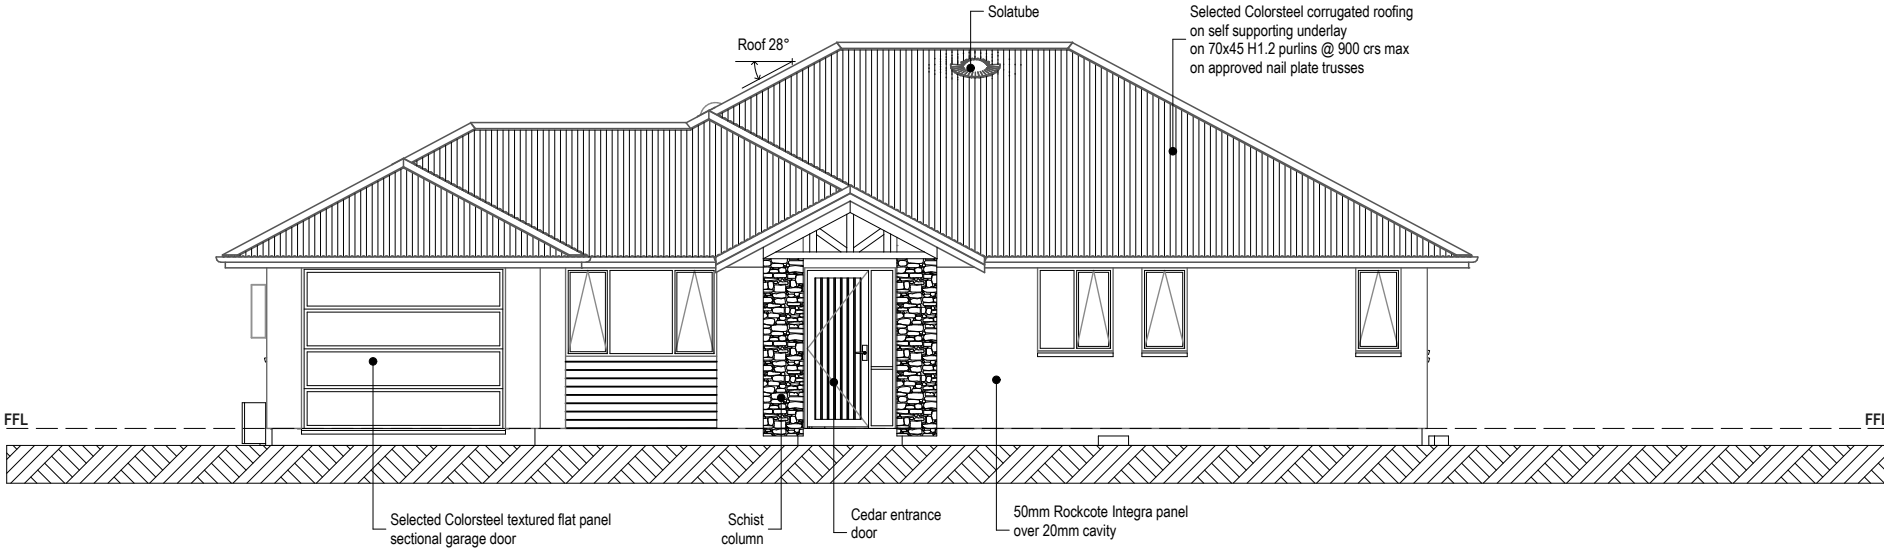 Solatube
Selected Colorsteel corrugated roofing
on self supporting underlay
on 70x45 H1.2 purlins @ 900 crs max
on approved nail plate trusses
Roof 28°
FFL
FFL
Selected Colorsteel textured flat panel
sectional garage door
Schist
column
Cedar entrance
door
50mm Rockcote Integra panel
over 20mm cavity